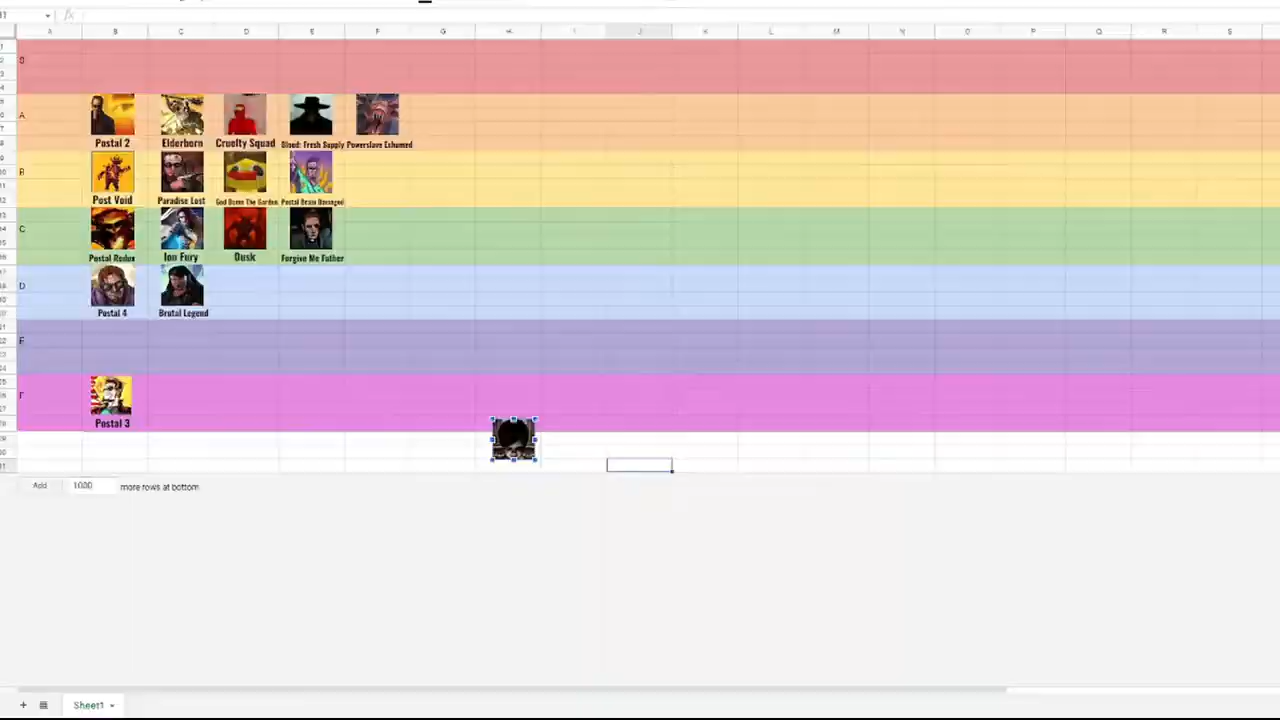 A B C D E F G H I J K L M N O P Q R S
S
A
Postal 2 Elderborn Cruelty Squad Blood: Fresh Supply Powerslave Exhumed
B
Post Void Paradise Lost God Damn The Garden Postal Brain Damaged
C
Postal Redux Ion Fury Dusk Forgive Me Father
D
Postal 4 Brutal Legend
E
F
Postal 3
Add 1000 more rows at bottom
Sheet1